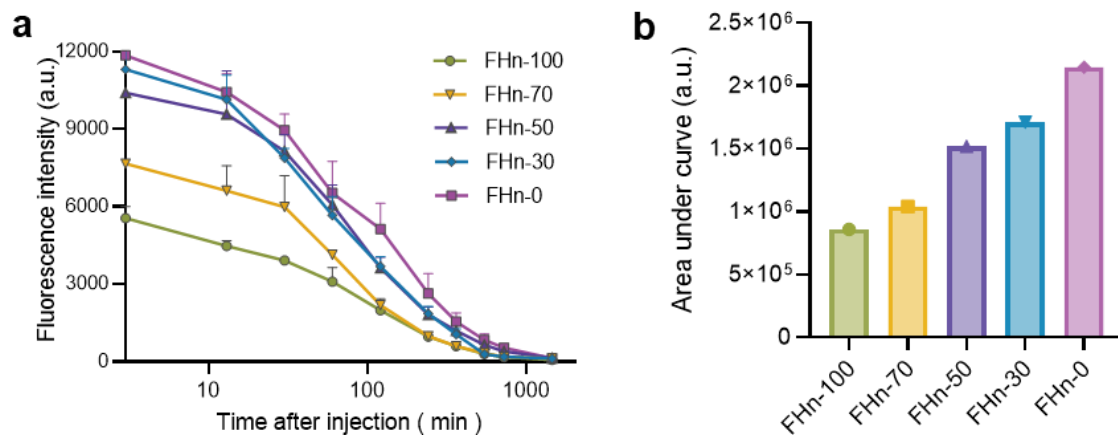 a
Fluorescence intensity (a.u.)
12000
9000
6000
3000
0
10
100
1000
Time after injection ( min )
FHn-100
FHn-70
FHn-50
FHn-30
FHn-0
b
Area under curve (a.u.)
2.5×10⁶
2×10⁶
1.5×10⁶
1×10⁶
5×10⁵
0
FHn-100
FHn-70
FHn-50
FHn-30
FHn-0